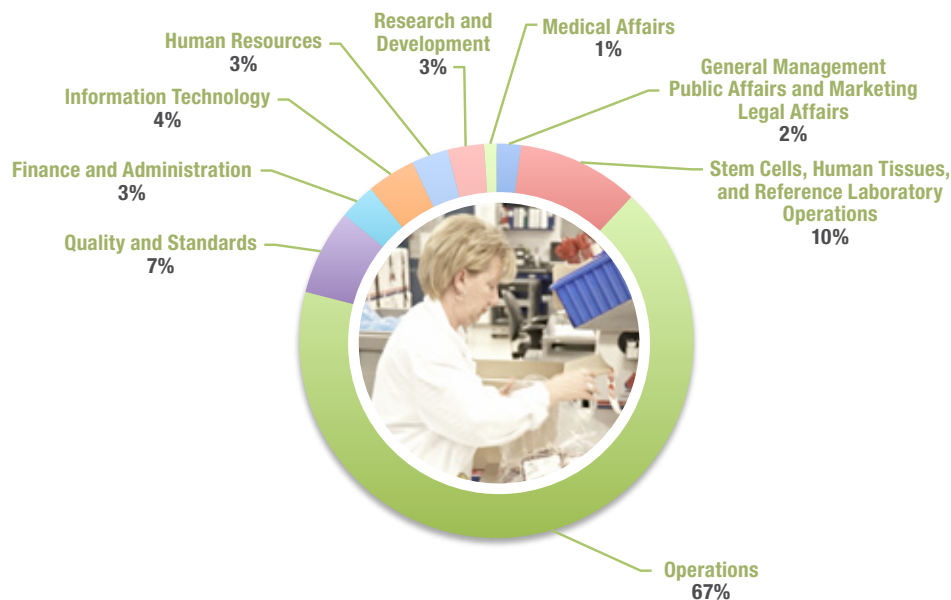 Research and
Development
3%
Medical Affairs
1%
Human Resources
3%
General Management
Public Affairs and Marketing
Legal Affairs
2%
Information Technology
4%
Stem Cells, Human Tissues,
and Reference Laboratory
Operations
10%
Finance and Administration
3%
Quality and Standards
7%
Operations
67%